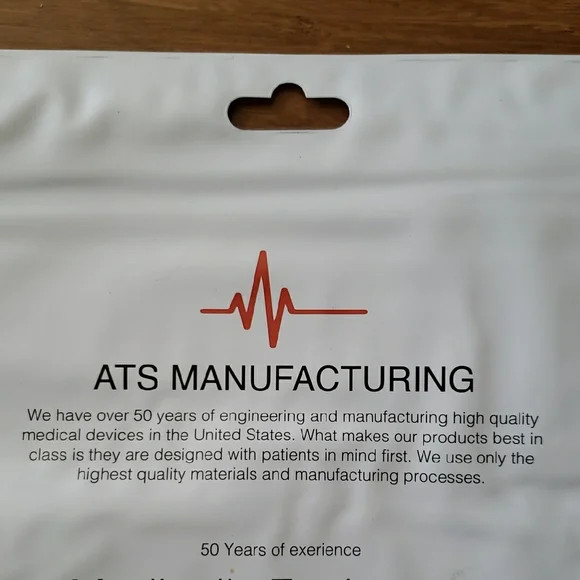 ATS MANUFACTURING
We have over 50 years of engineering and manufacturing high quality
medical devices in the United States. What makes our products best in
class is they are designed with patients in mind first. We use only the
highest quality materials and manufacturing processes.
50 Years of exerience